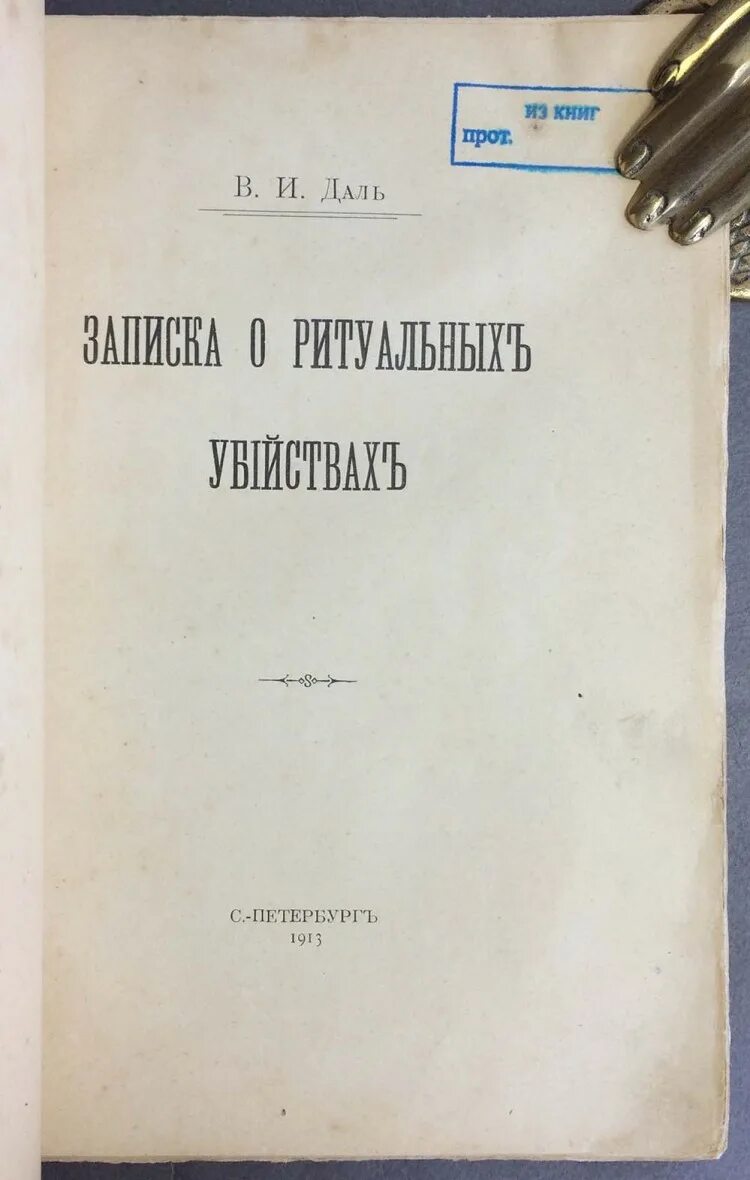 из книг
прот.
В. И. Даль
ЗАПИСКА О РИТУАЛЬНЫХЪ
УБІЙСТВАХЪ
С.-ПЕТЕРБУРГЪ
1913